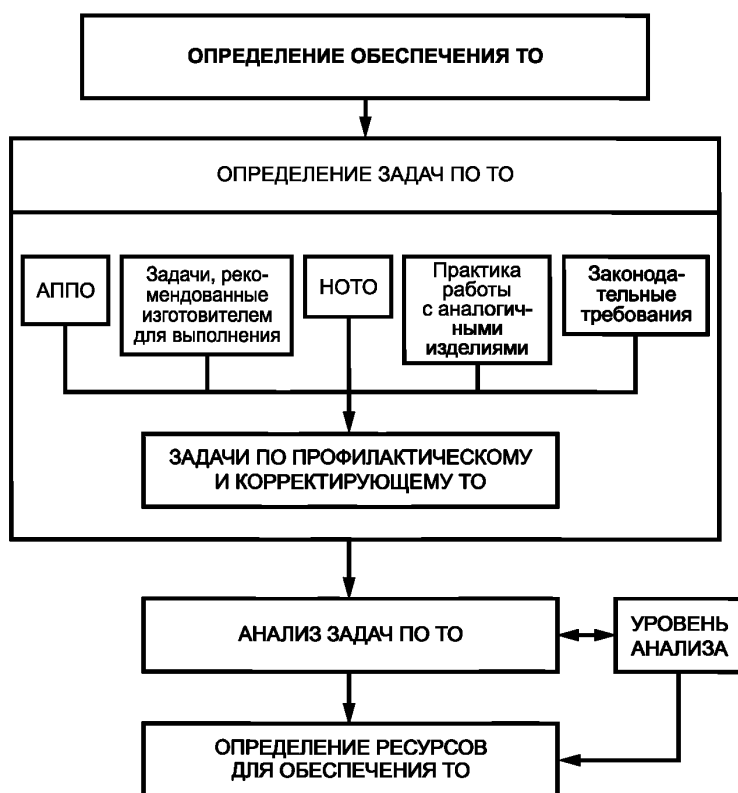 ОПРЕДЕЛЕНИЕ ОБЕСПЕЧЕНИЯ ТО
ОПРЕДЕЛЕНИЕ ЗАДАЧ ПО ТО
АППО
Задачи, реко-
мендованные
изготовителем
для выполнения
НОТО
Практика
работы
с аналогич-
ными
изделиями
Законода-
тельные
требования
ЗАДАЧИ ПО ПРОФИЛАКТИЧЕСКОМУ
И КОРРЕКТИРУЮЩЕМУ ТО
АНАЛИЗ ЗАДАЧ ПО ТО
УРОВЕНЬ
АНАЛИЗА
ОПРЕДЕЛЕНИЕ РЕСУРСОВ
ДЛЯ ОБЕСПЕЧЕНИЯ ТО